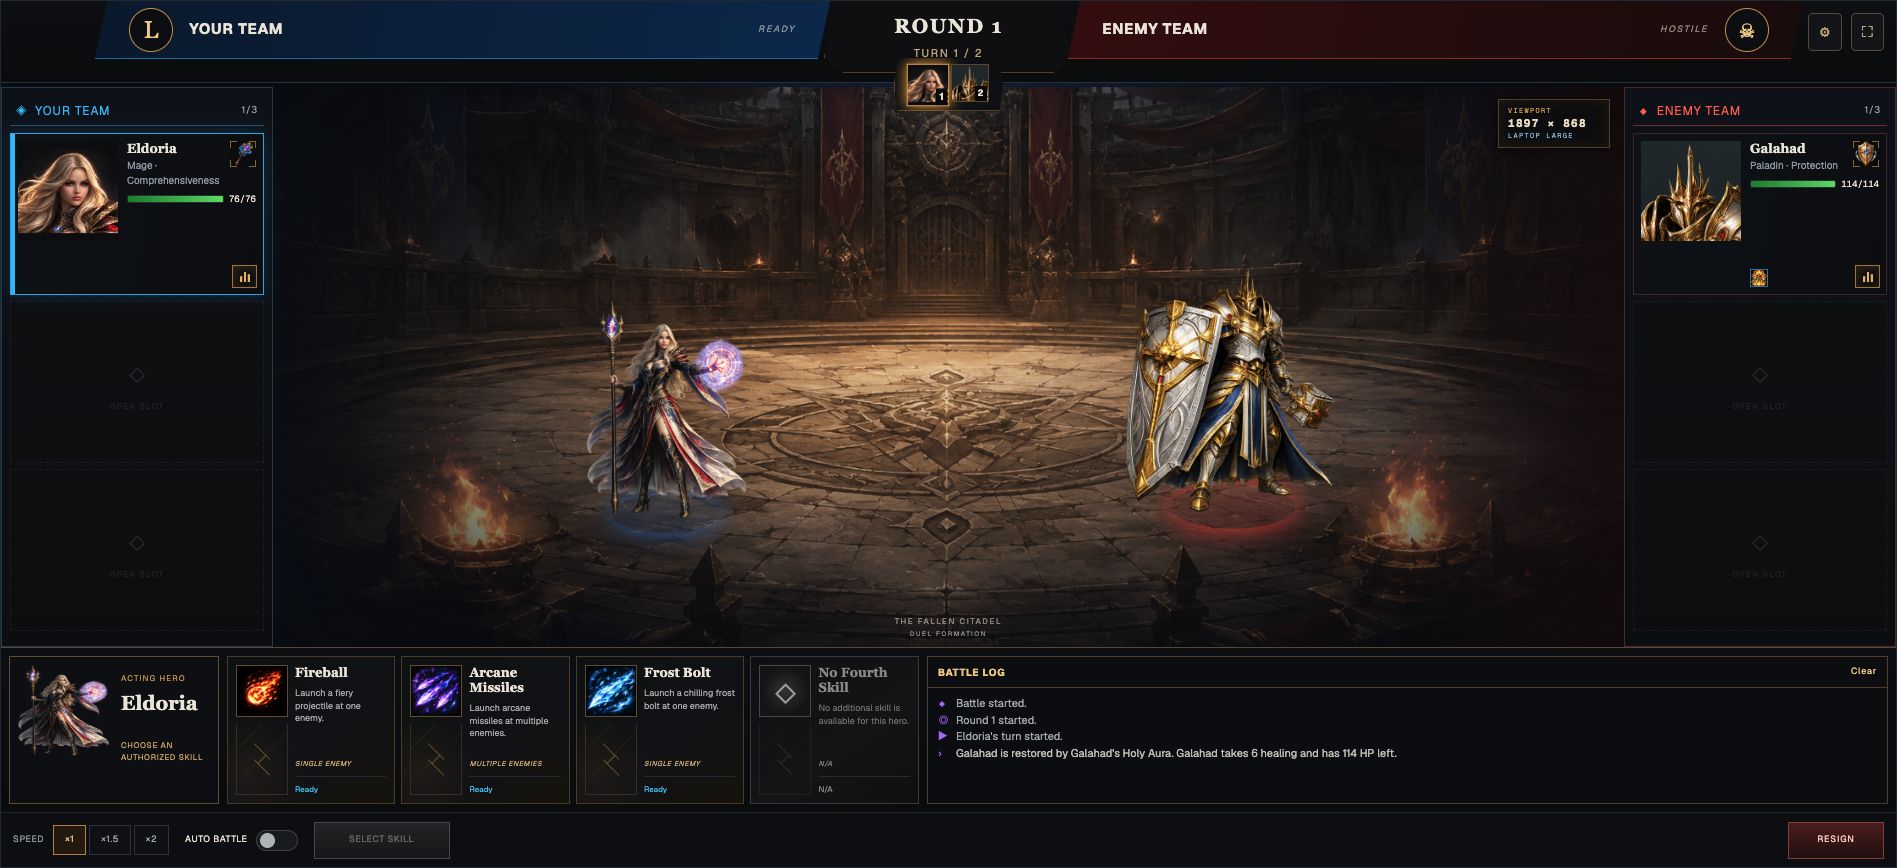 L YOUR TEAM READY
ROUND 1
TURN 1 / 2
1 2
ENEMY TEAM HOSTILE
YOUR TEAM 1/3
Eldoria
Mage ·
Comprehensiveness
76/76
OPEN SLOT
OPEN SLOT
VIEWPORT
1897 × 868
LAPTOP LARGE
THE FALLEN CITADEL
DUEL FORMATION
ENEMY TEAM 1/3
Galahad
Paladin · Protection
114/114
OPEN SLOT
OPEN SLOT
ACTING HERO
Eldoria
CHOOSE AN
AUTHORIZED SKILL
Fireball
Launch a fiery
projectile at one
enemy.
SINGLE ENEMY
Ready
Arcane
Missiles
Launch arcane
missiles at multiple
enemies.
MULTIPLE ENEMIES
Ready
Frost Bolt
Launch a chilling frost
bolt at one enemy.
SINGLE ENEMY
Ready
No Fourth
Skill
No additional skill is
available for this hero.
N/A
N/A
BATTLE LOG Clear
Battle started.
Round 1 started.
Eldoria's turn started.
Galahad is restored by Galahad's Holy Aura. Galahad takes 6 healing and has 114 HP left.
SPEED ×1 ×1.5 ×2 AUTO BATTLE SELECT SKILL RESIGN